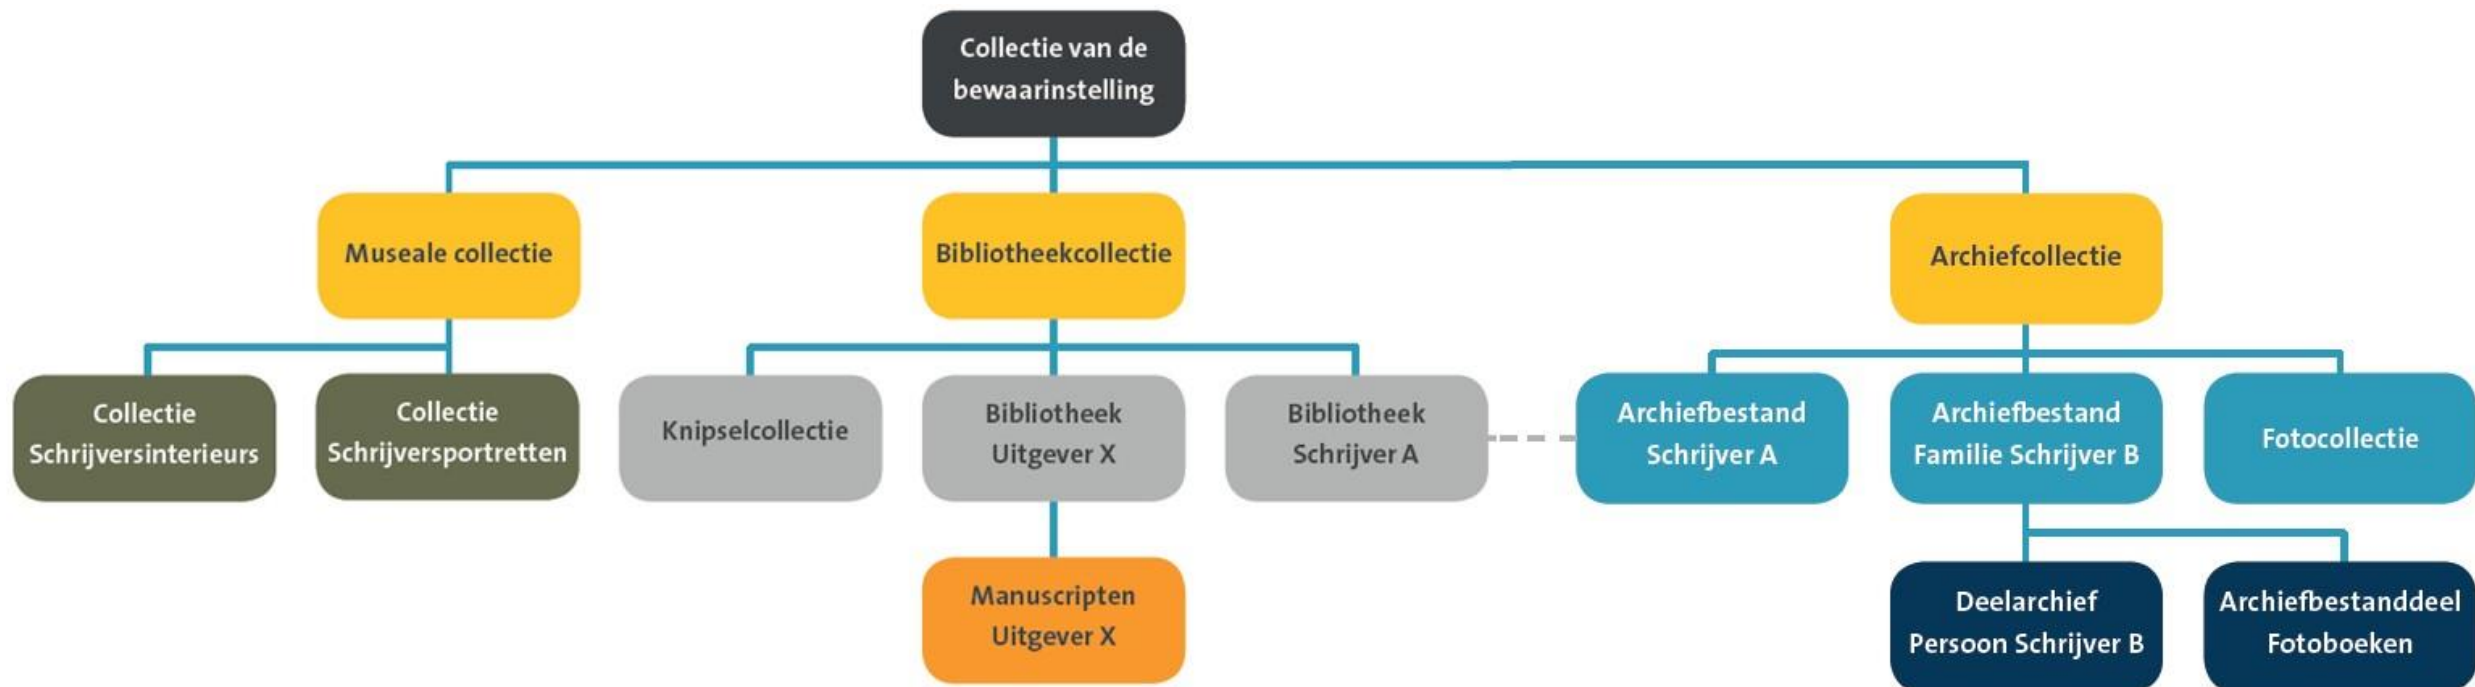 Collectie van de
bewaarinstelling
Museale collectie
Bibliotheekcollectie
Archiefcollectie
Collectie
Schrijversinterieurs
Collectie
Schrijversportretten
Knipselcollectie
Bibliotheek
Uitgever X
Bibliotheek
Schrijver A
Archiefbestand
Schrijver A
Archiefbestand
Familie Schrijver B
Fotocollectie
Manuscripten
Uitgever X
Deelarchief
Persoon Schrijver B
Archiefbestanddeel
Fotoboeken